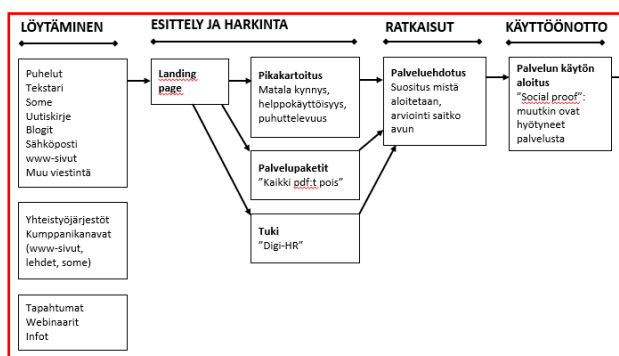 LÖYTÄMINEN
ESITTELY JA HARKINTA
RATKAISUT
KÄYTTÖÖNOTTO
Puhelut
Tekstari
Some
Uutiskirje
Blogit
Sähköposti
www-sivut
Muu viestintä
Yhteistyöjärjestöt
Kumppanikanavat
(www-sivut,
lehdet, some)
Tapahtumat
Webinaarit
Infot
Landing
page
Pikakartoitus
Matala kynnys,
helppokäyttöisyys,
puhuttelevuus
Palvelupaketit
”Kaikki pdf:t pois”
Tuki
”Digi-HR”
Palveluehdotus
Suositus mistä
aloitetaan,
arviointi saitko
avun
Palvelun käytön
aloitus
”Social proof”:
muutkin ovat
hyötyneet
palvelusta